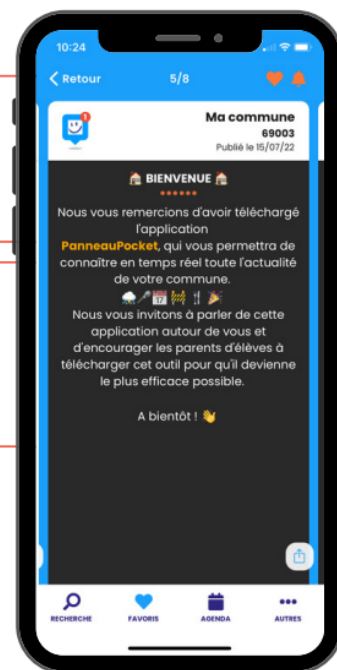 10:24
Retour 5/8
1
Ma commune
69003
Publié le 15/07/22
🏠 BIENVENUE 🏠
Nous vous remercions d'avoir téléchargé
l'application
PanneauPocket, qui vous permettra de
connaître en temps réel toute l'actualité
de votre commune.
🌧️🎤📅🚧🍴🎉
Nous vous invitons à parler de cette
application autour de vous et
d'encourager les parents d'élèves à
télécharger cet outil pour qu'il devienne
le plus efficace possible.
A bientôt ! 👋
RECHERCHE FAVORIS AGENDA AUTRES